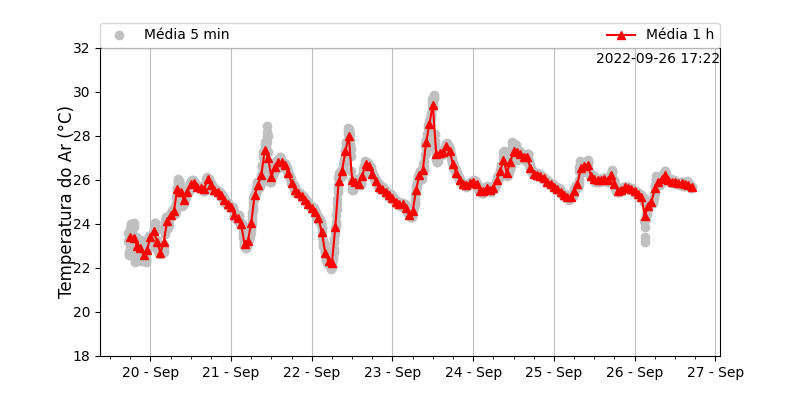 Média 5 min
Média 1 h
2022-09-26 17:22
Temperatura do Ar (°C)
32
30
28
26
24
22
20
18
20 - Sep
21 - Sep
22 - Sep
23 - Sep
24 - Sep
25 - Sep
26 - Sep
27 - Sep